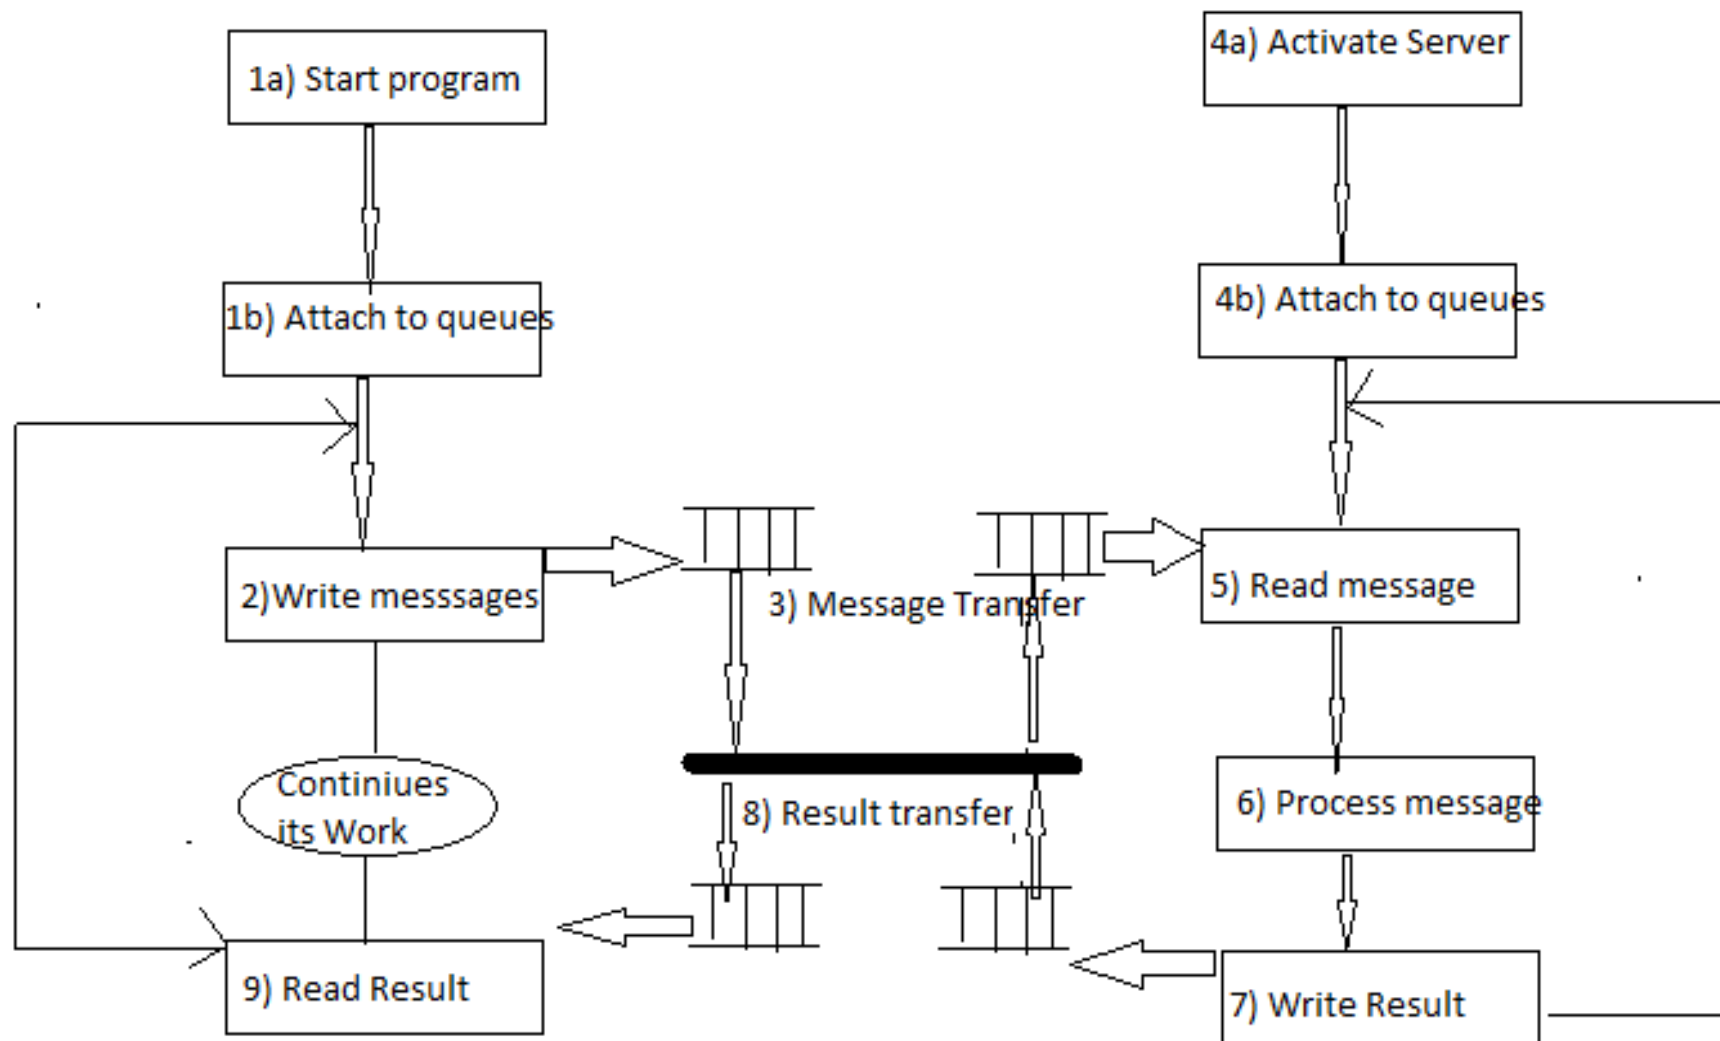 1a) Start program
4a) Activate Server
1b) Attach to queues
4b) Attach to queues
2)Write messsages
3) Message Transfer
5) Read message
Continiues
its Work
8) Result transfer
6) Process message
9) Read Result
7) Write Result